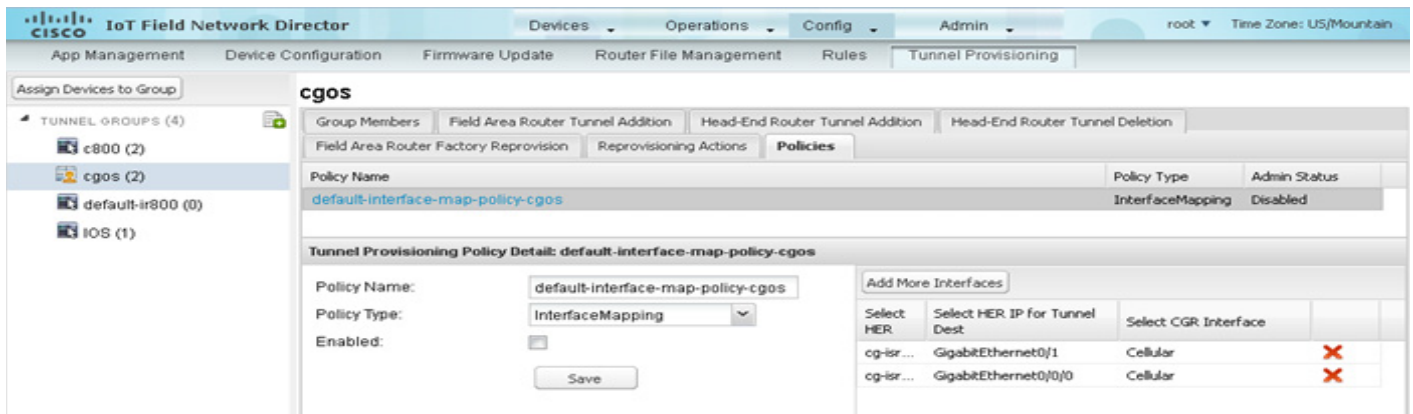 CISCO IoT Field Network Director Devices Operations Config Admin root Time Zone: US/Mountain
App Management Device Configuration Firmware Update Router File Management Rules Tunnel Provisioning
Assign Devices to Group
TUNNEL GROUPS (4)
c800 (2)
cgos (2)
default-ir800 (0)
IOS (1)
cgos
Group Members Field Area Router Tunnel Addition Head-End Router Tunnel Addition Head-End Router Tunnel Deletion
Field Area Router Factory Reprovision Reprovisioning Actions Policies
Policy Name Policy Type Admin Status
default-interface-map-policy-cgos InterfaceMapping Disabled
Tunnel Provisioning Policy Detail: default-interface-map-policy-cgos
Policy Name: default-interface-map-policy-cgos
Policy Type: InterfaceMapping
Enabled:
Save
Add More Interfaces
Select HER Select HER IP for Tunnel Dest Select CGR Interface
cg-isr... GigabitEthernet0/1 Cellular
cg-isr... GigabitEthernet0/0/0 Cellular